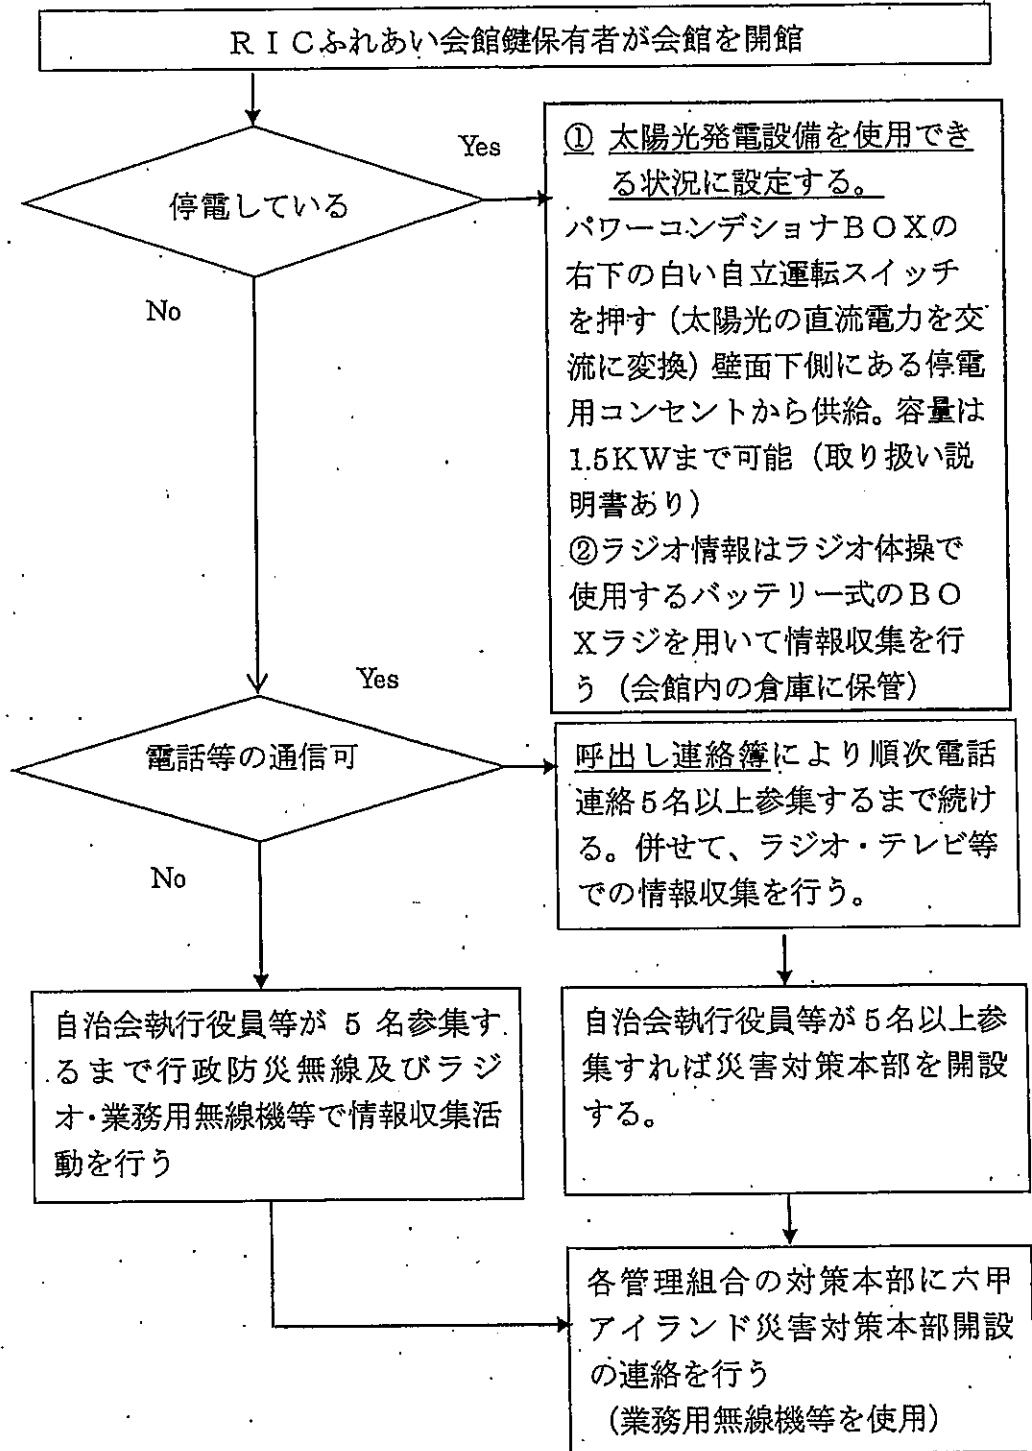 ＲＩＣふれあい会館鍵保有者が会館を開館
Yes
停電している
No
① 太陽光発電設備を使用でき
る状況に設定する。
パワーコンデショナＢＯＸの
右下の白い自立運転スイッチ
を押す（太陽光の直流電力を交
流に変換）壁面下側にある停電
用コンセントから供給。容量は
1.5KWまで可能（取り扱い説
明書あり）
②ラジオ情報はラジオ体操で
使用するバッテリー式のＢＯ
Ｘラジを用いて情報収集を行
う（会館内の倉庫に保管）
Yes
電話等の通信可
No
呼出し連絡簿により順次電話
連絡5名以上参集するまで続け
る。併せて、ラジオ・テレビ等
での情報収集を行う。
自治会執行役員等が 5 名参集す
るまで行政防災無線及びラジ
オ・業務用無線機等で情報収集活
動を行う
自治会執行役員等が5名以上参
集すれば災害対策本部を開設
する。
各管理組合の対策本部に六甲
アイランド災害対策本部開設
の連絡を行う
（業務用無線機等を使用）